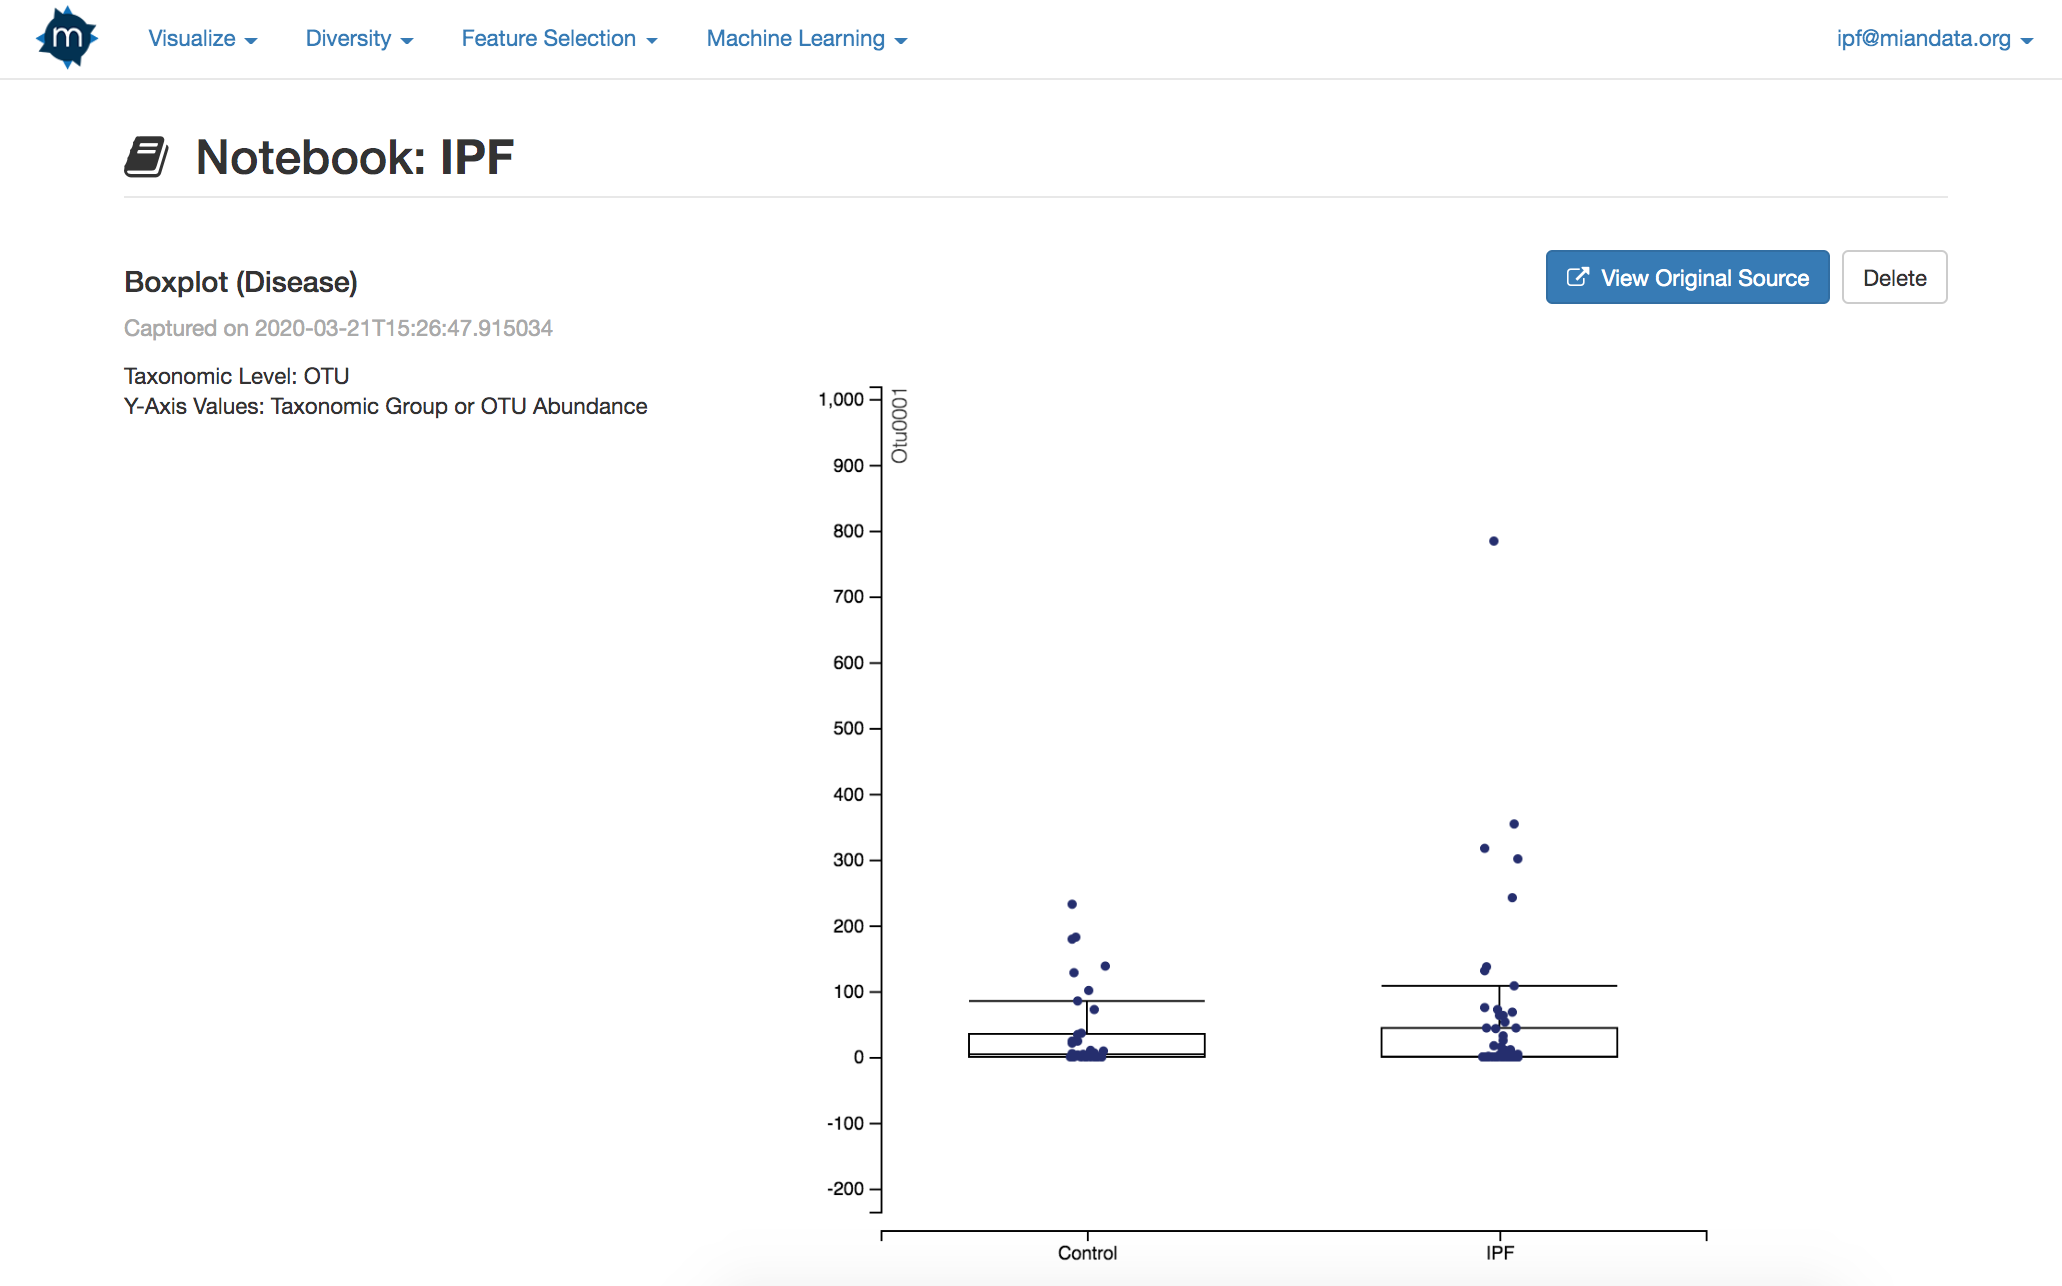 m Visualize Diversity Feature Selection Machine Learning ipf@miandata.org
Notebook: IPF
Boxplot (Disease)
View Original Source Delete
Captured on 2020-03-21T15:26:47.915034
Taxonomic Level: OTU
Y-Axis Values: Taxonomic Group or OTU Abundance
Otu0001
1,000
900
800
700
600
500
400
300
200
100
0
-100
-200
Control IPF